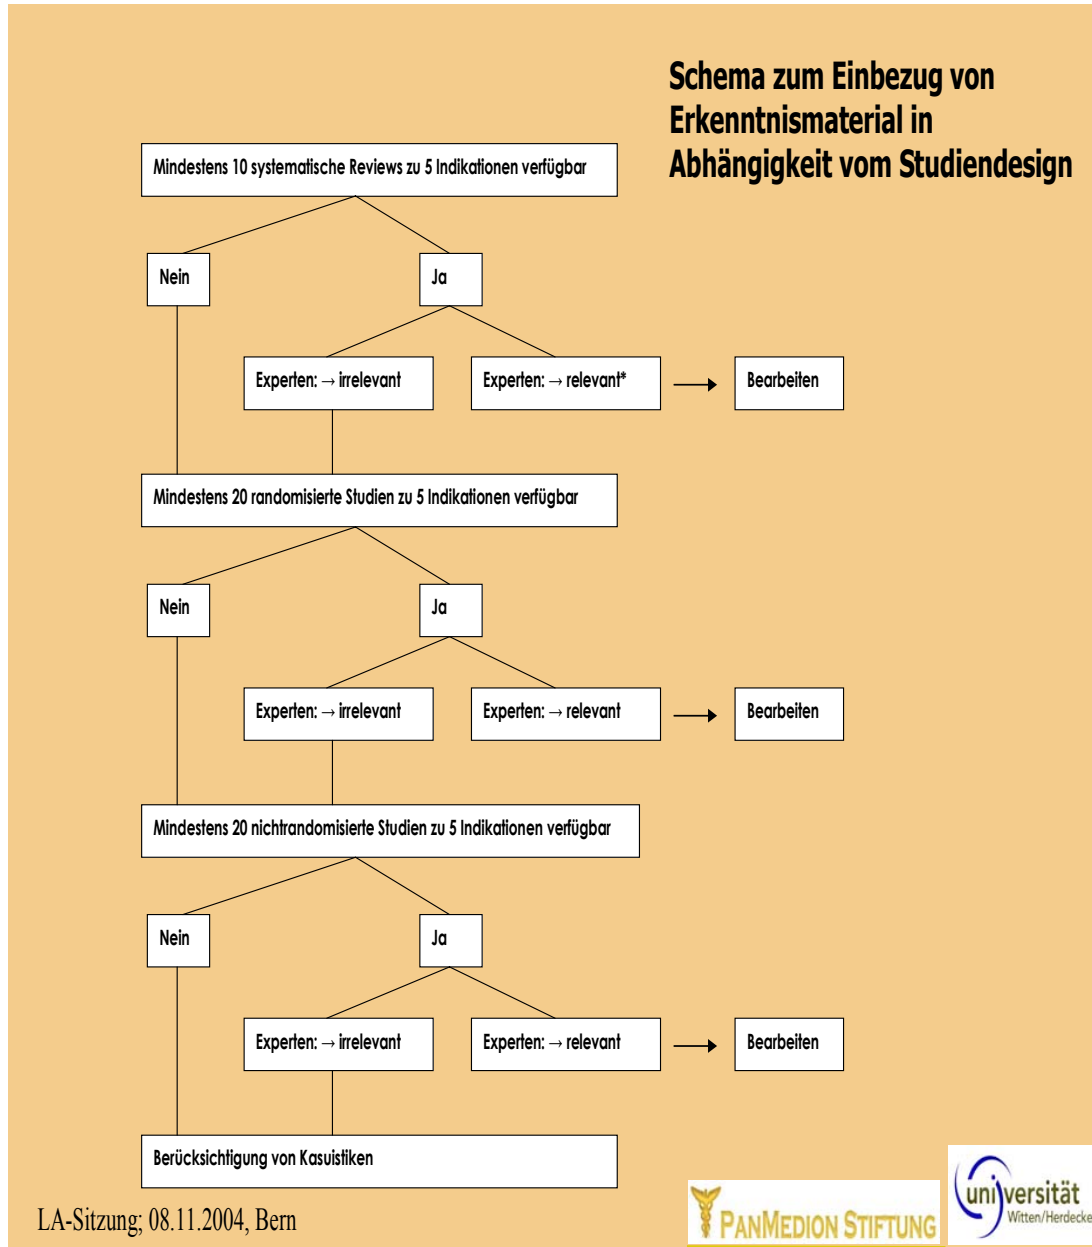 Schema zum Einbezug von
Erkenntnismaterial in
Abhängigkeit vom Studiendesign
Mindestens 10 systematische Reviews zu 5 Indikationen verfügbar
Nein
Ja
Experten: → irrelevant
Experten: → relevant*
Bearbeiten
Mindestens 20 randomisierte Studien zu 5 Indikationen verfügbar
Nein
Ja
Experten: → irrelevant
Experten: → relevant
Bearbeiten
Mindestens 20 nichtrandomisierte Studien zu 5 Indikationen verfügbar
Nein
Ja
Experten: → irrelevant
Experten: → relevant
Bearbeiten
Berücksichtigung von Kasuistiken
LA-Sitzung; 08.11.2004, Bern
PANMEDION STIFTUNG
universität
Witten/Herdecke